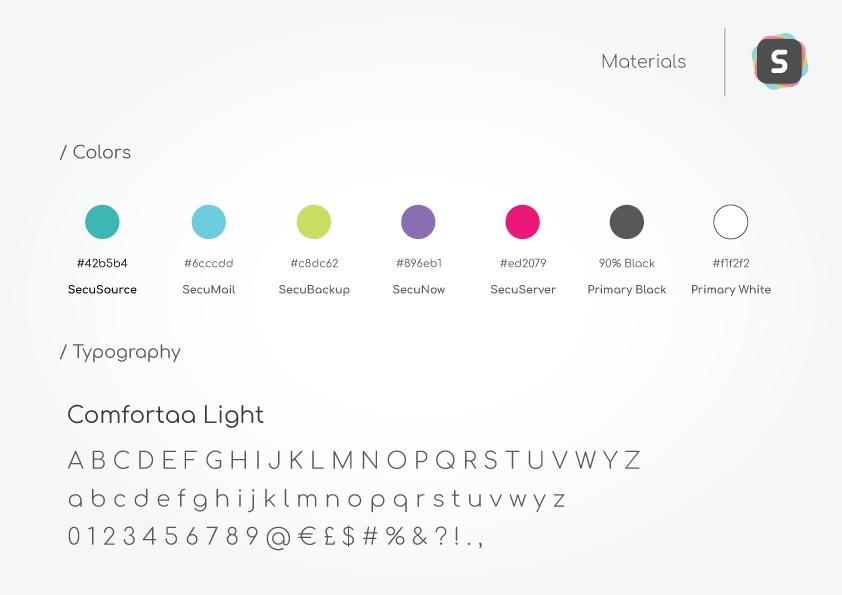 Materials
S
/ Colors
#42b5b4 #6cccdd #c8dc62 #896eb1 #ed2079 90% Black #f1f2f2
SecuSource SecuMail SecuBackup SecuNow SecuServer Primary Black Primary White
/ Typography
Comfortaa Light
A B C D E F G H I J K L M N O P Q R S T U V W Y Z
a b c d e f g h i j k l m n o p q r s t u v w y z
0 1 2 3 4 5 6 7 8 9 @ € £ $ # % & ? ! . ,